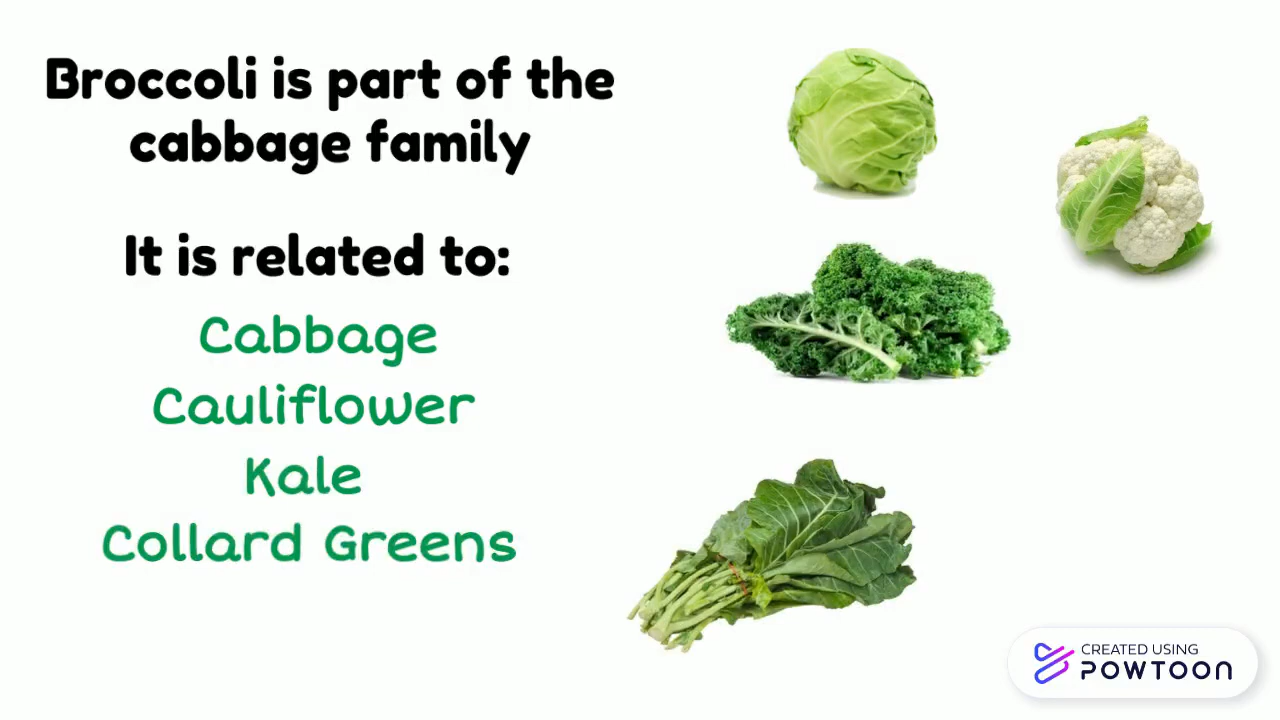 Broccoli is part of the
cabbage family
It is related to:
Cabbage
Cauliflower
Kale
Collard Greens
CREATED USING
POWTOON